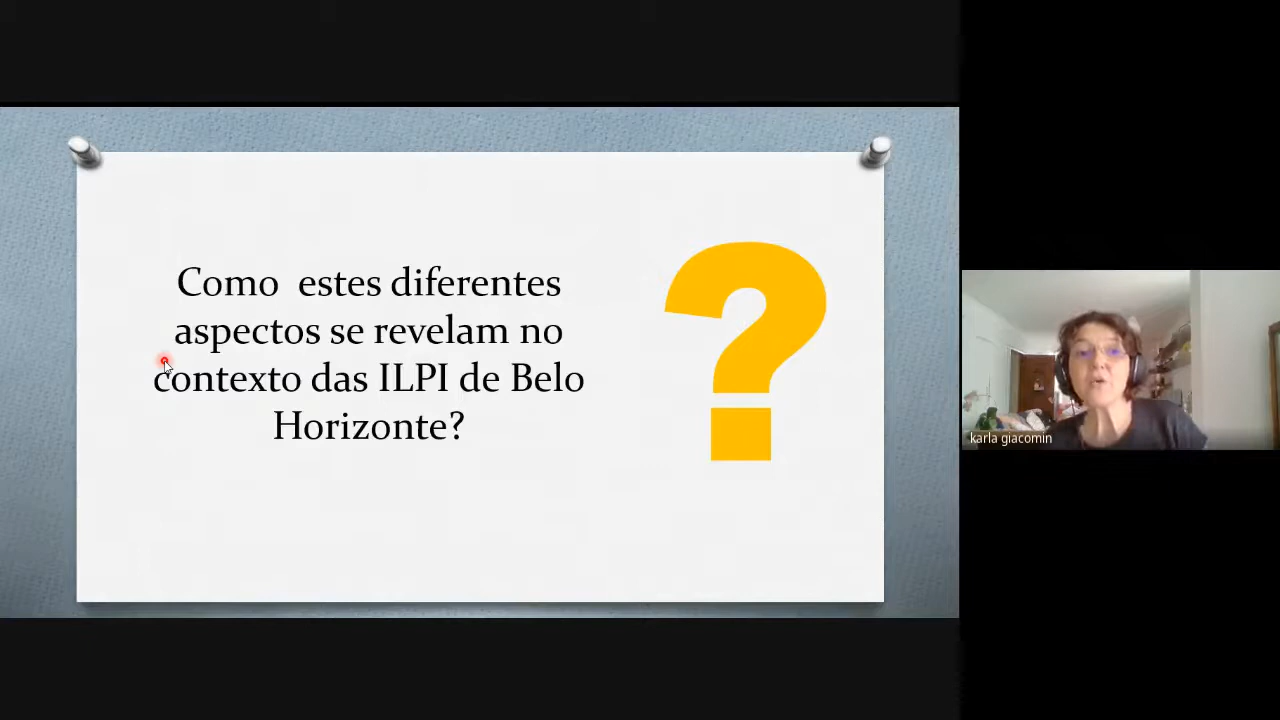 Como  estes diferentes
aspectos se revelam no
contexto das ILPI de Belo
Horizonte?
?
karla giacomin